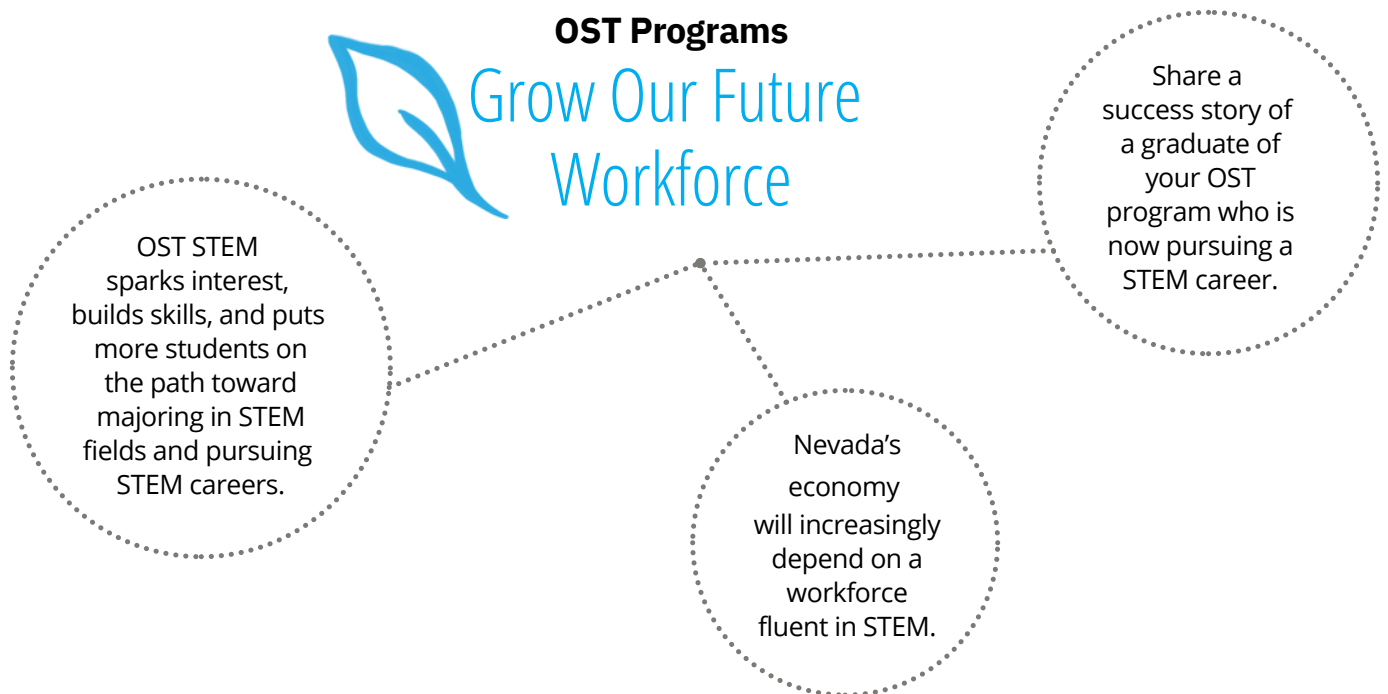 OST Programs
Grow Our Future
Workforce
Share a
success story of
a graduate of
your OST
program who is
now pursuing a
STEM career.
OST STEM
sparks interest,
builds skills, and puts
more students on
the path toward
majoring in STEM
fields and pursuing
STEM careers.
Nevada’s
economy
will increasingly
depend on a
workforce
fluent in STEM.